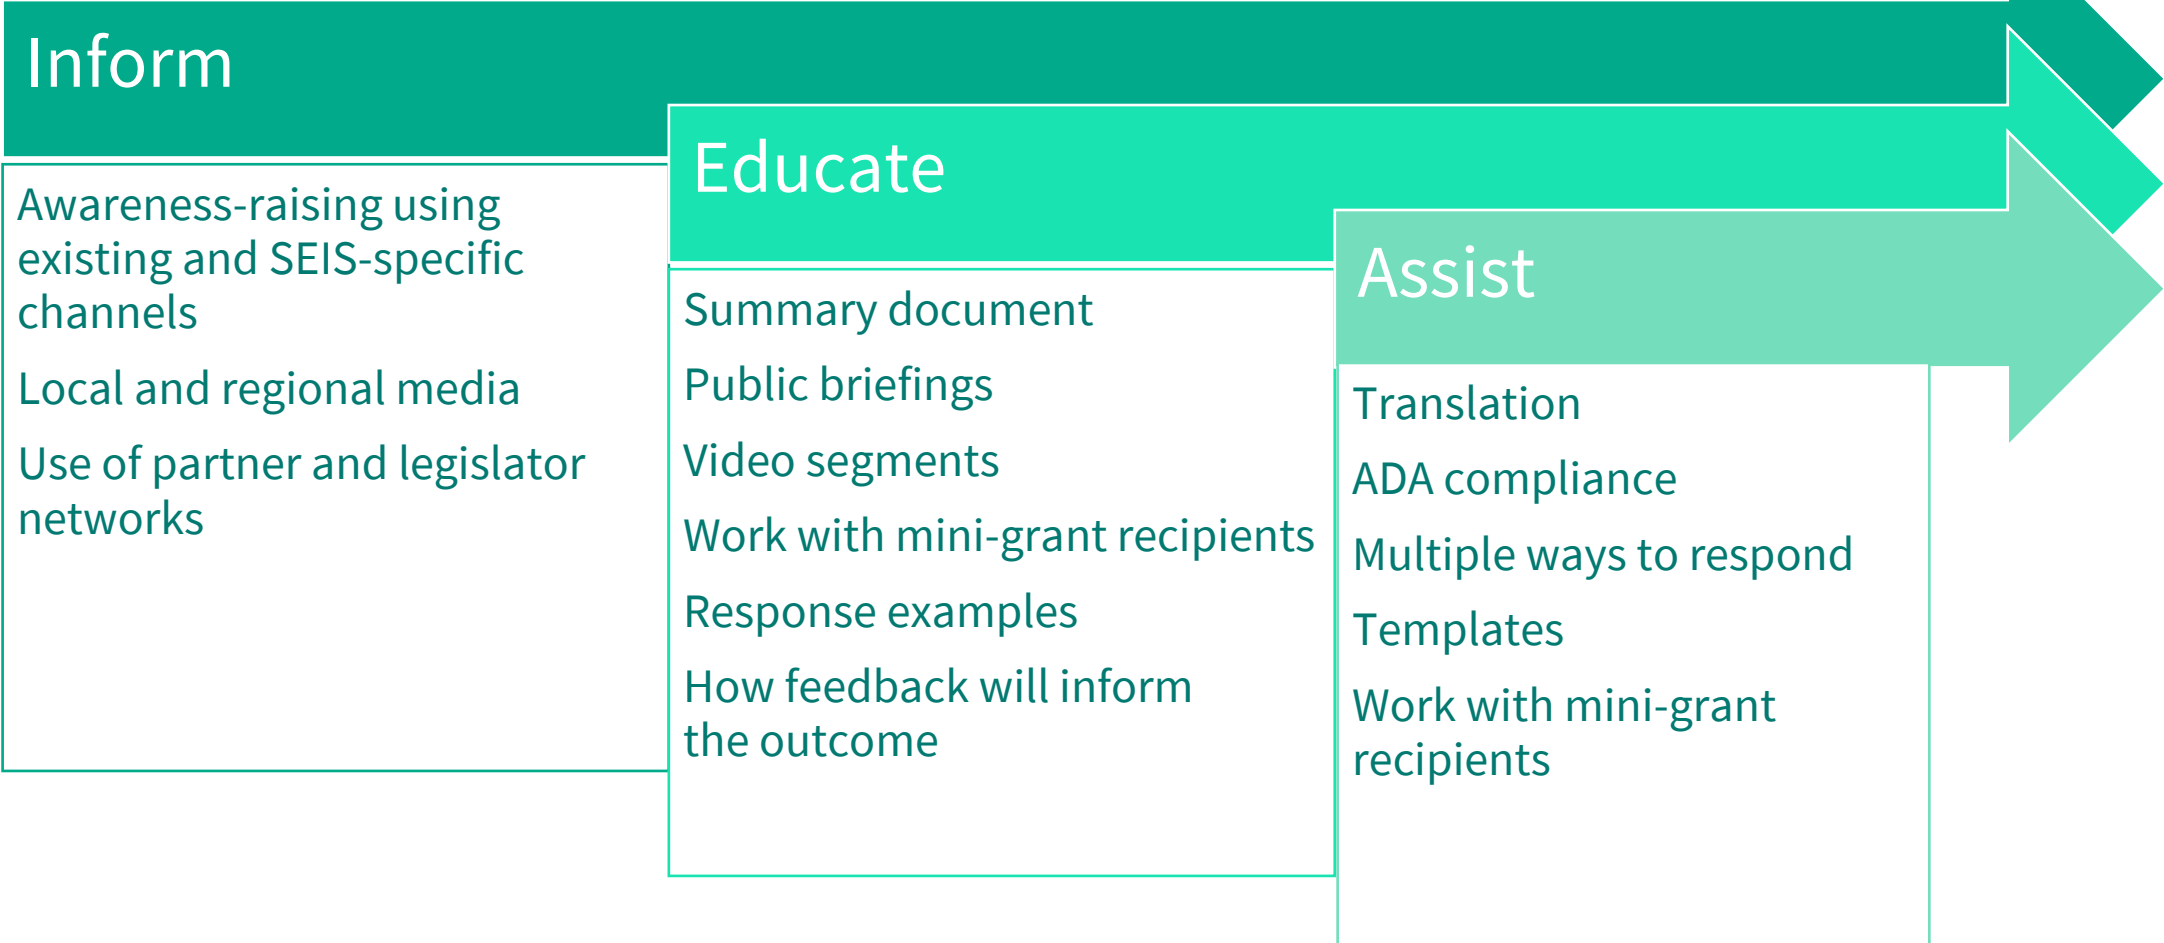 Inform
Awareness-raising using
existing and SEIS-specific
channels
Local and regional media
Use of partner and legislator
networks
Educate
Summary document
Public briefings
Video segments
Work with mini-grant recipients
Response examples
How feedback will inform
the outcome
Assist
Translation
ADA compliance
Multiple ways to respond
Templates
Work with mini-grant
recipients